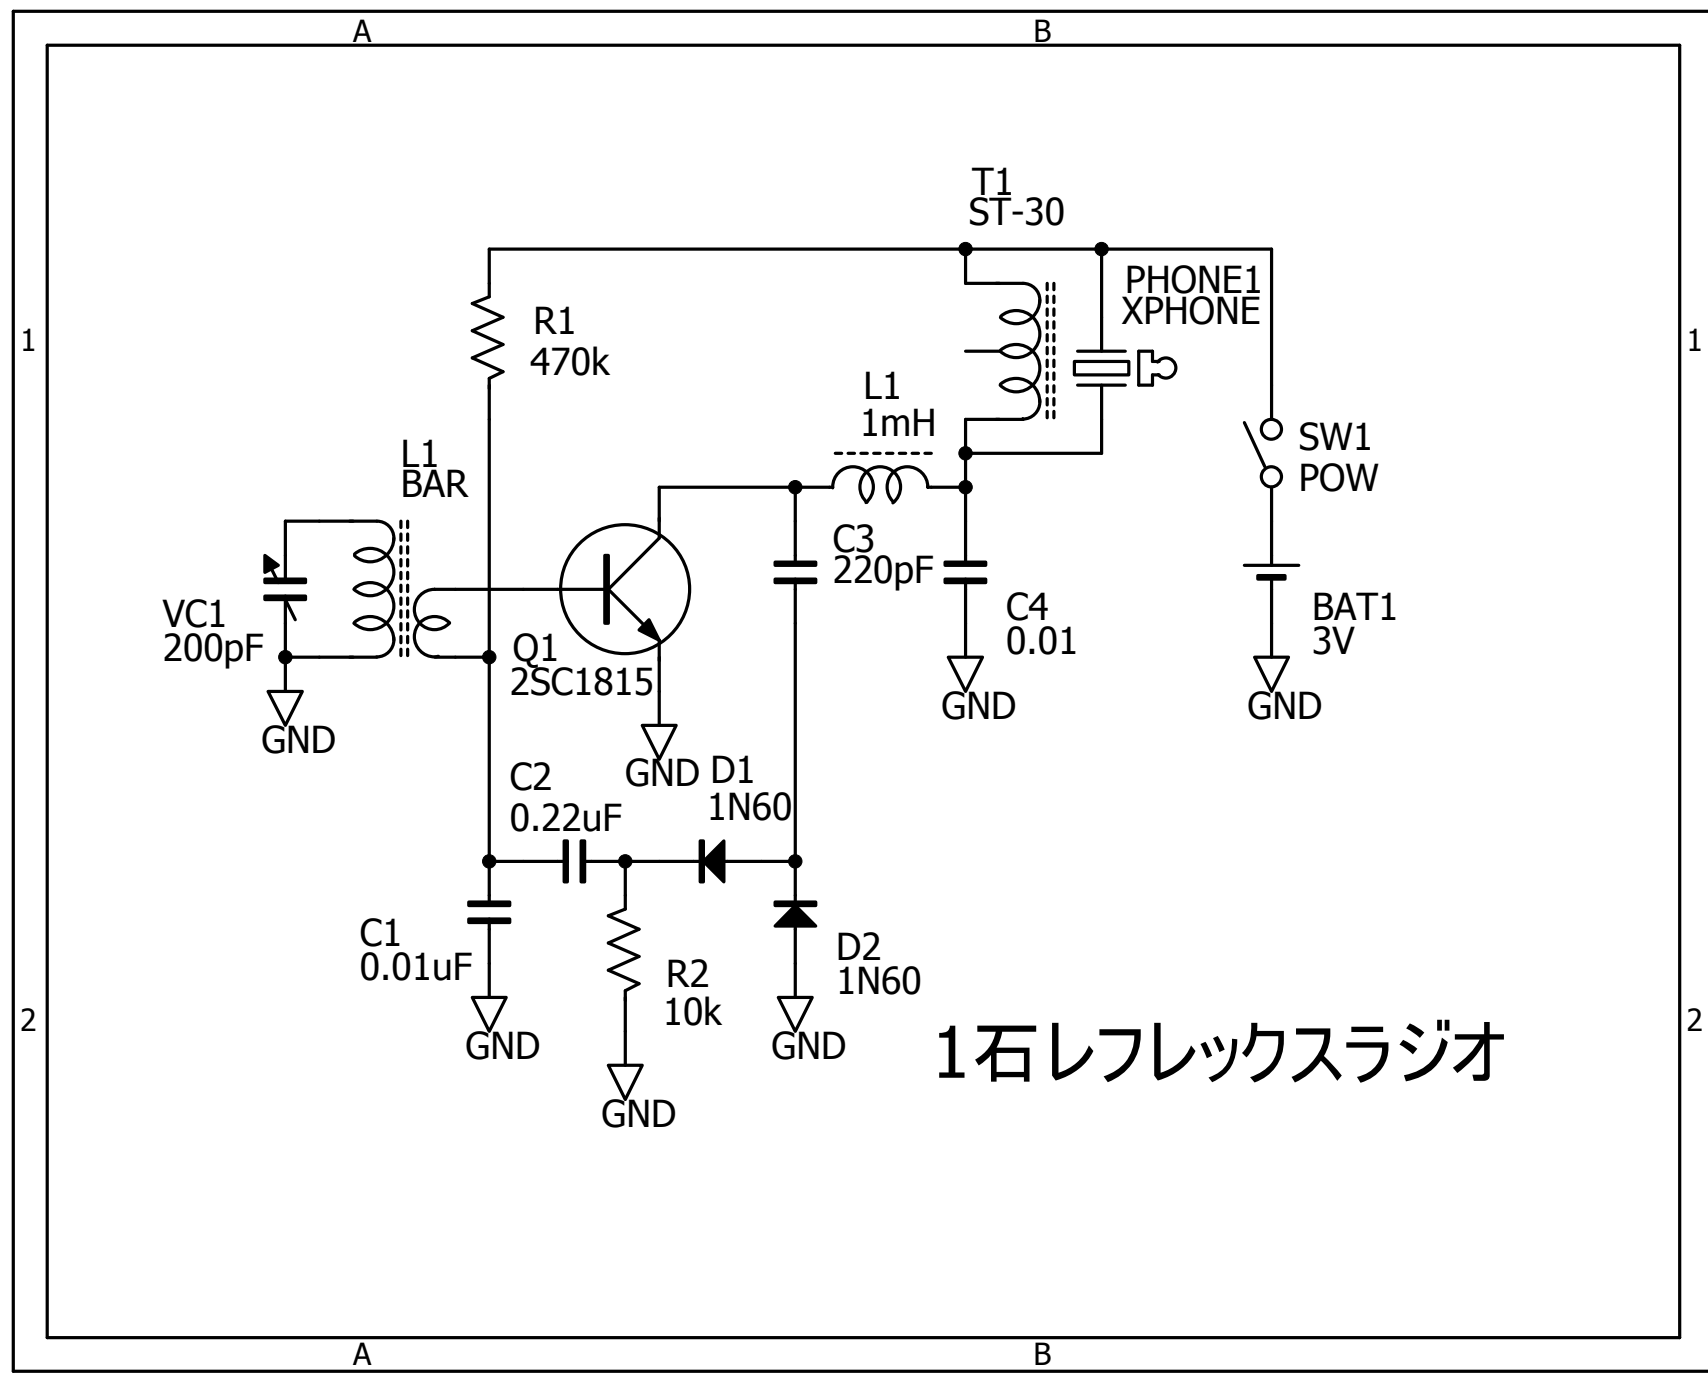 A
B
T1
ST-30
PHONE1
XPHONE
1
R1
470k
1
L1
1mH
SW1
POW
L1
BAR
C3
220pF
VC1
200pF
C4
0.01
BAT1
3V
Q1
2SC1815
GND
GND
GND
GND
D1
1N60
C2
0.22uF
C1
0.01uF
R2
10k
D2
1N60
2
2
GND
GND
GND
1石レフレックスラジオ
A
B